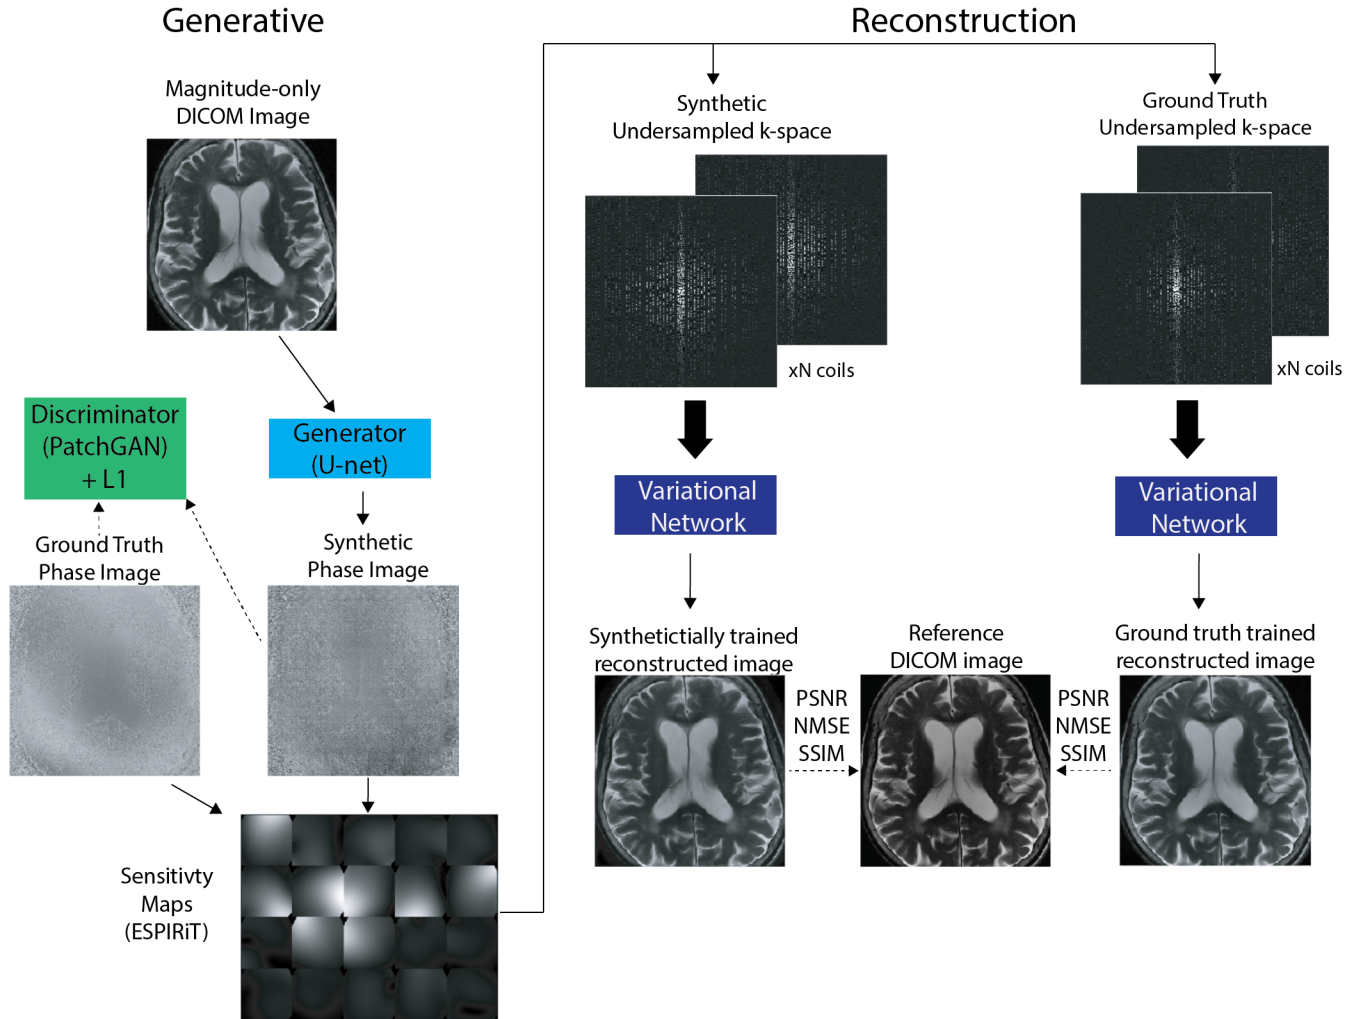 Generative
Magnitude-only
DICOM Image
Discriminator
(PatchGAN)
+ L1
Generator
(U-net)
Ground Truth
Phase Image
Synthetic
Phase Image
Sensitivty
Maps
(ESPIRiT)
Reconstruction
Synthetic
Undersampled k-space
xN coils
Ground Truth
Undersampled k-space
xN coils
Variational
Network
Variational
Network
Synthetictially trained
reconstructed image
Reference
DICOM image
Ground truth trained
reconstructed image
PSNR
NMSE
SSIM
PSNR
NMSE
SSIM